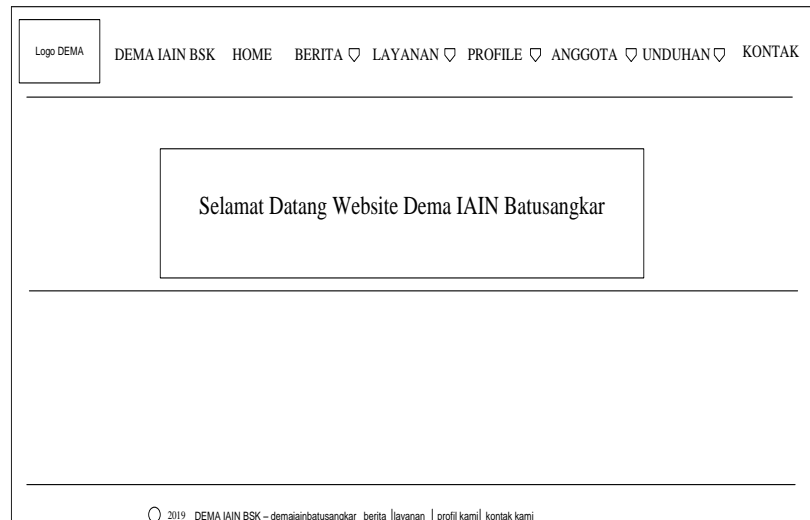 Logo DEMA
DEMA IAIN BSK HOME BERITA LAYANAN PROFILE ANGGOTA UNDUHAN KONTAK
Selamat Datang Website Dema IAIN Batusangkar
2019 DEMA IAIN BSK – demaiainbatusangkar berita | layanan | profil kami | kontak kami